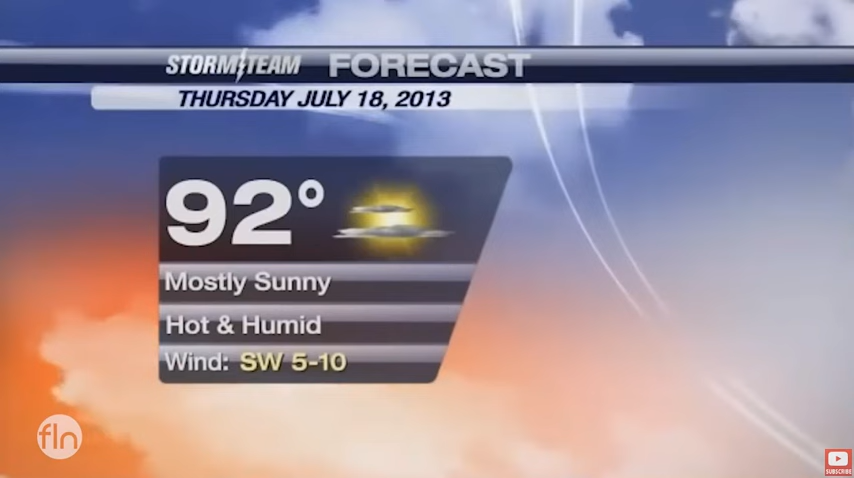 STORM TEAM FORECAST
THURSDAY JULY 18, 2013
92°
Mostly Sunny
Hot & Humid
Wind: SW 5-10
fln
SUBSCRIBE